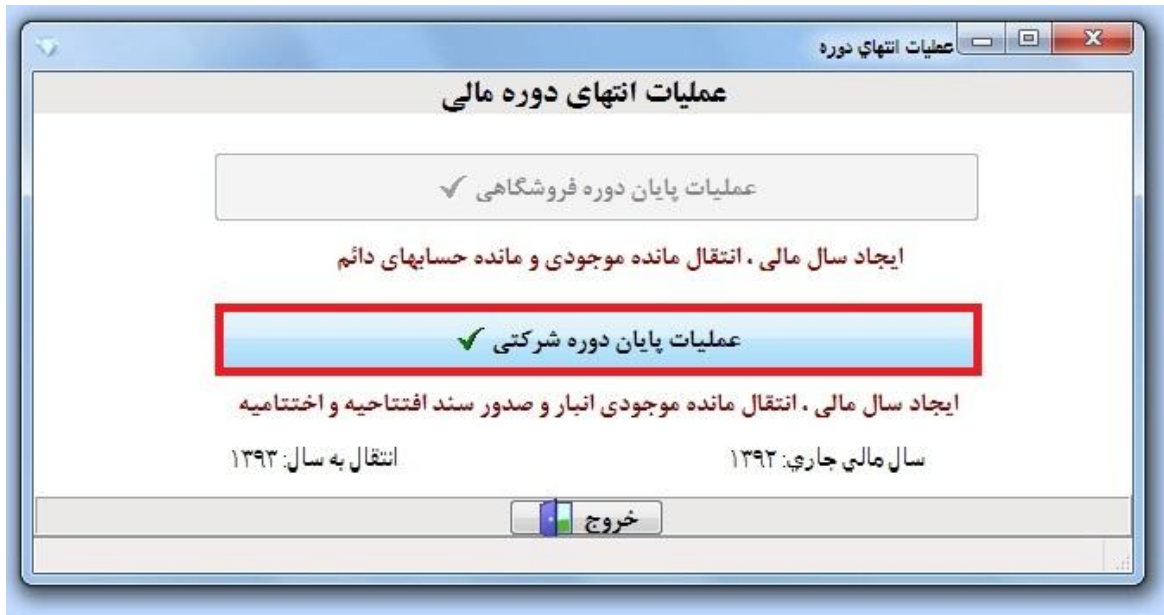 عمليات انتهاي دوره
عملیات انتهای دوره مالی
عملیات پایان دوره فروشگاهی
ایجاد سال مالی ، انتقال مانده موجودی و مانده حسابهای دائم
عملیات پایان دوره شرکتی
ایجاد سال مالی ، انتقال مانده موجودی انبار و صدور سند افتتاحیه و اختتامیه
سال مالي جاري: ۱۳۹۲ انتقال به سال: ۱۳۹۳
خروج